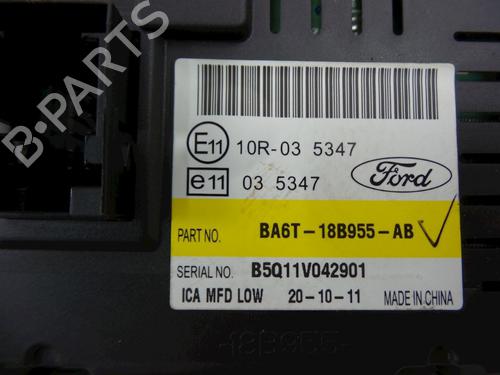 B-PARTS
E11 10R-03 5347
e11 03 5347
Ford
PART NO. BA6T-18B955-AB
SERIAL NO. B5Q11V042901
ICA MFD LOW 20-10-11 MADE IN CHINA
-18B955-